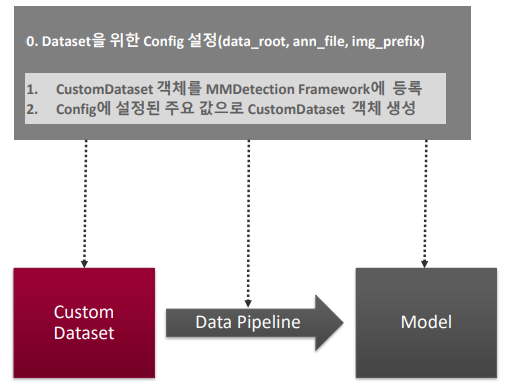 0. Dataset을 위한 Config 설정(data_root, ann_file, img_prefix)
1. CustomDataset 객체를 MMDetection Framework에 등록
2. Config에 설정된 주요 값으로 CustomDataset 객체 생성
Custom
Dataset
Data Pipeline
Model